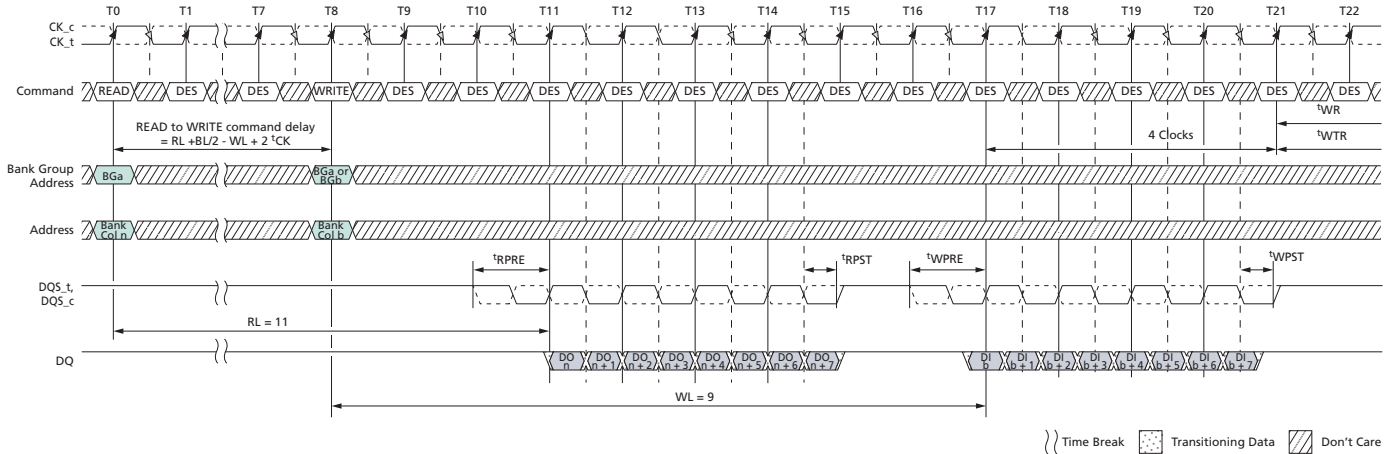 T0 T1 T7 T8 T9 T10 T11 T12 T13 T14 T15 T16 T17 T18 T19 T20 T21 T22
CK_c
CK_t
Command READ DES DES WRITE DES DES DES DES DES DES DES DES DES DES DES DES DES DES
tWR
READ to WRITE command delay
= RL +BL/2 - WL + 2 tCK
4 Clocks
tWTR
Bank Group
Address
BGa
BGa or
BGb
Address
Bank
Col n
Bank
Col b
tRPRE tRPST tWPRE tWPST
DQS_t,
DQS_c
RL = 11
DQ
DO
n
DO
n + 1
DO
n + 2
DO
n + 3
DO
n + 4
DO
n + 5
DO
n + 6
DO
n + 7
DI
b
DI
b + 1
DI
b + 2
DI
b + 3
DI
b + 4
DI
b + 5
DI
b + 6
DI
b + 7
WL = 9
Time Break Transitioning Data Don't Care